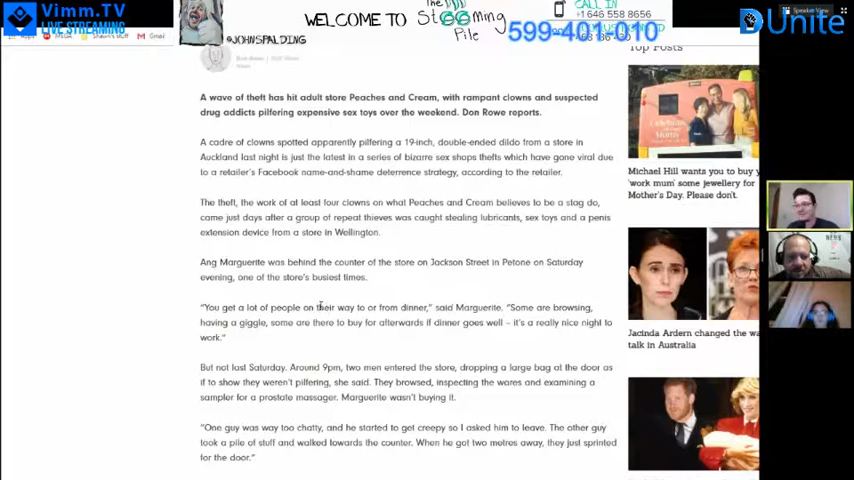 Vimm.TV
LIVE STREAMING
Gmail
@JOHNSPALDING
WELCOME TO
The
Steeming
Pile
CALL IN
+1 646 558 8656
599-401-010
DUnite
Speaker View
Top Posts
A wave of theft has hit adult store Peaches and Cream, with rampant clowns and suspected
drug addicts pilfering expensive sex toys over the weekend. Don Rowe reports.
A cadre of clowns spotted apparently pilfering a 19-inch, double-ended dildo from a store in
Auckland last night is just the latest in a series of bizarre sex shops thefts which have gone viral due
to a retailer's Facebook name-and-shame deterrence strategy, according to the retailer.
The theft, the work of at least four clowns on what Peaches and Cream believes to be a stag do,
came just days after a group of repeat thieves was caught stealing lubricants, sex toys and a penis
extension device from a store in Wellington.
Ang Marguerite was behind the counter of the store on Jackson Street in Petone on Saturday
evening, one of the store's busiest times.
"You get a lot of people on their way to or from dinner," said Marguerite. "Some are browsing,
having a giggle, some are there to buy for afterwards if dinner goes well – it's a really nice night to
work."
But not last Saturday. Around 9pm, two men entered the store, dropping a large bag at the door as
if to show they weren't pilfering, she said. They browsed, inspecting the wares and examining a
sampler for a prostate massager. Marguerite wasn't buying it.
"One guy was way too chatty, and he started to get creepy so I asked him to leave. The other guy
took a pile of stuff and walked towards the counter. When he got two metres away, they just sprinted
for the door."
Michael Hill wants you to buy y
'work mum' some jewellery for
Mother's Day. Please don't.
Jacinda Ardern changed the wa
talk in Australia